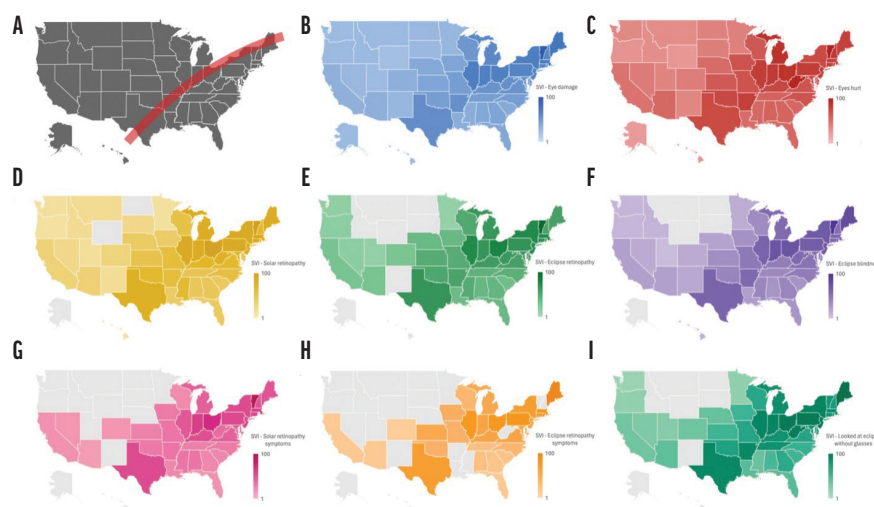 A
B
C
SVI - Eye damage
100
1
SVI - Eyes hurt
100
1
D
E
F
SVI - Solar retinopathy
100
1
SVI - Eclipse retinopathy
100
1
SVI - Eclipse blindne
100
1
G
H
I
SVI - Solar retinopathy
symptoms
100
1
SVI - Eclipse retinopathy
symptoms
100
1
SVI - Looked at eclip
without glasses
100
1